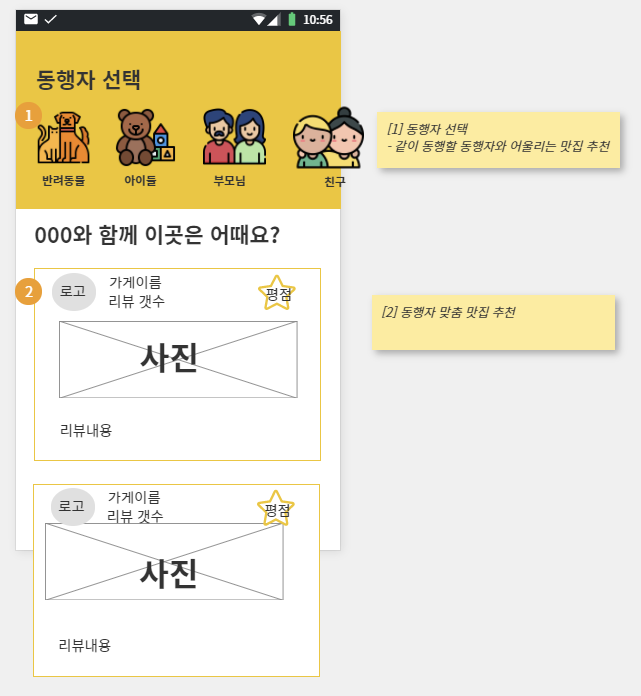 10:56
동행자 선택
1
반려동물
아이들
부모님
친구
[1] 동행자 선택
- 같이 동행할 동행자와 어울리는 맛집 추천
000와 함께 이곳은 어때요?
2
로고
가게이름
리뷰 갯수
평점
사진
리뷰내용
[2] 동행자 맞춤 맛집 추천
로고
가게이름
리뷰 갯수
평점
사진
리뷰내용